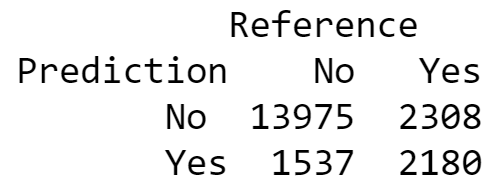 Reference
Prediction No Yes
No 13975 2308
Yes 1537 2180